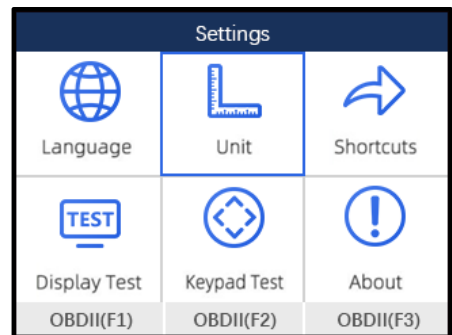 Settings
Language Unit Shortcuts
TEST
Display Test Keypad Test About
OBDII(F1) OBDII(F2) OBDII(F3)